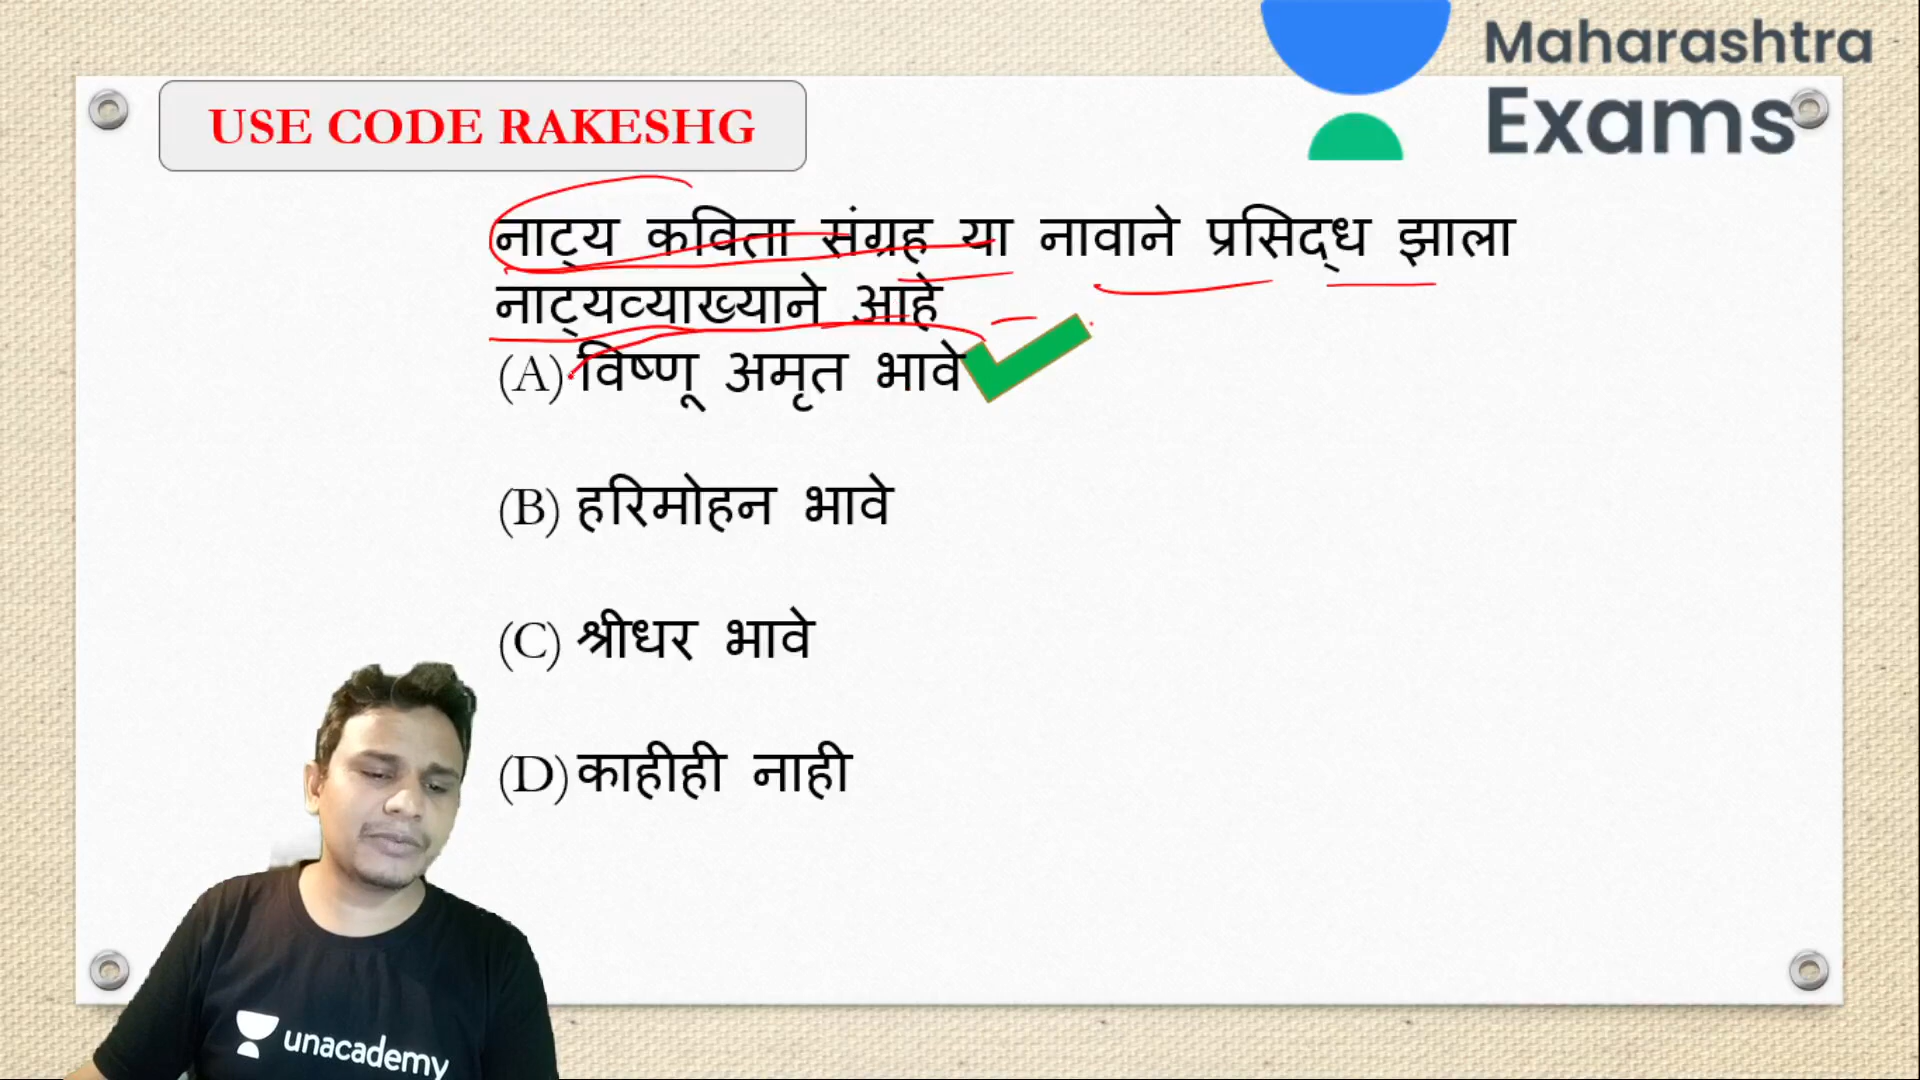 Maharashtra
Exams
USE CODE RAKESHG
नाट्य कविता संग्रह या नावाने प्रसिद्ध झाला
नाट्यव्याख्याने आहे
(A) विष्णू अमृत भावे
(B) हरिमोहन भावे
(C) श्रीधर भावे
(D) काहीही नाही
unacademy